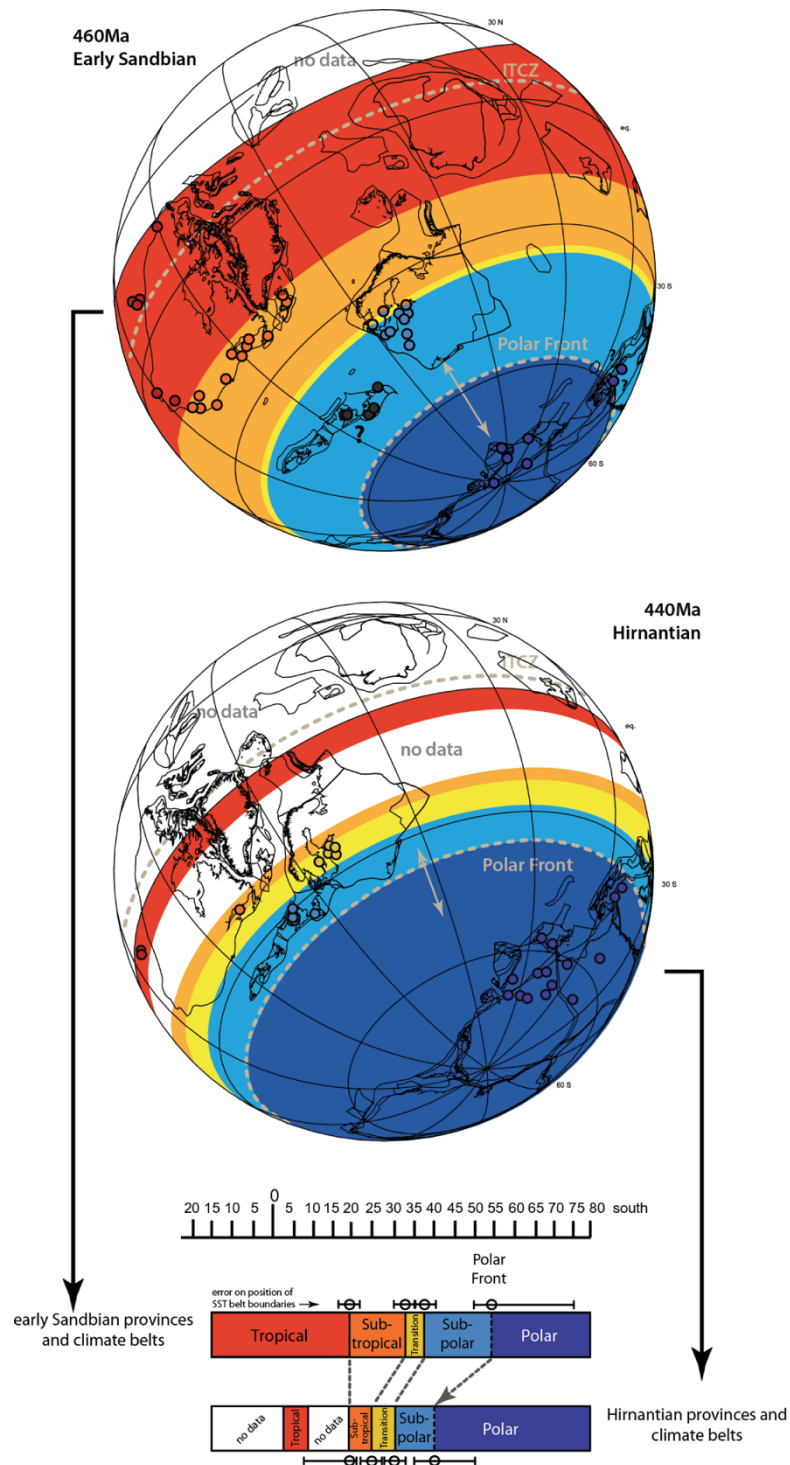 460Ma
Early Sandbian
no data
30 N
ITCZ
eq.
30 S
Polar Front
?
?
60 S
440Ma
Hirnantian
30 N
ITCZ
no data
no data
eq.
Polar Front
30 S
60 S
20 15 10 5 0 5 10 15 20 25 30 35 40 45 50 55 60 65 70 75 80 south
Polar
Front
error on position of
SST belt boundaries
early Sandbian provinces
and climate belts
Tropical
Sub-
tropical
Transition
Sub-
polar
Polar
no data
Tropical
no data
Sub-
tropical
Transition
Sub-
polar
Polar
Hirnantian provinces and
climate belts